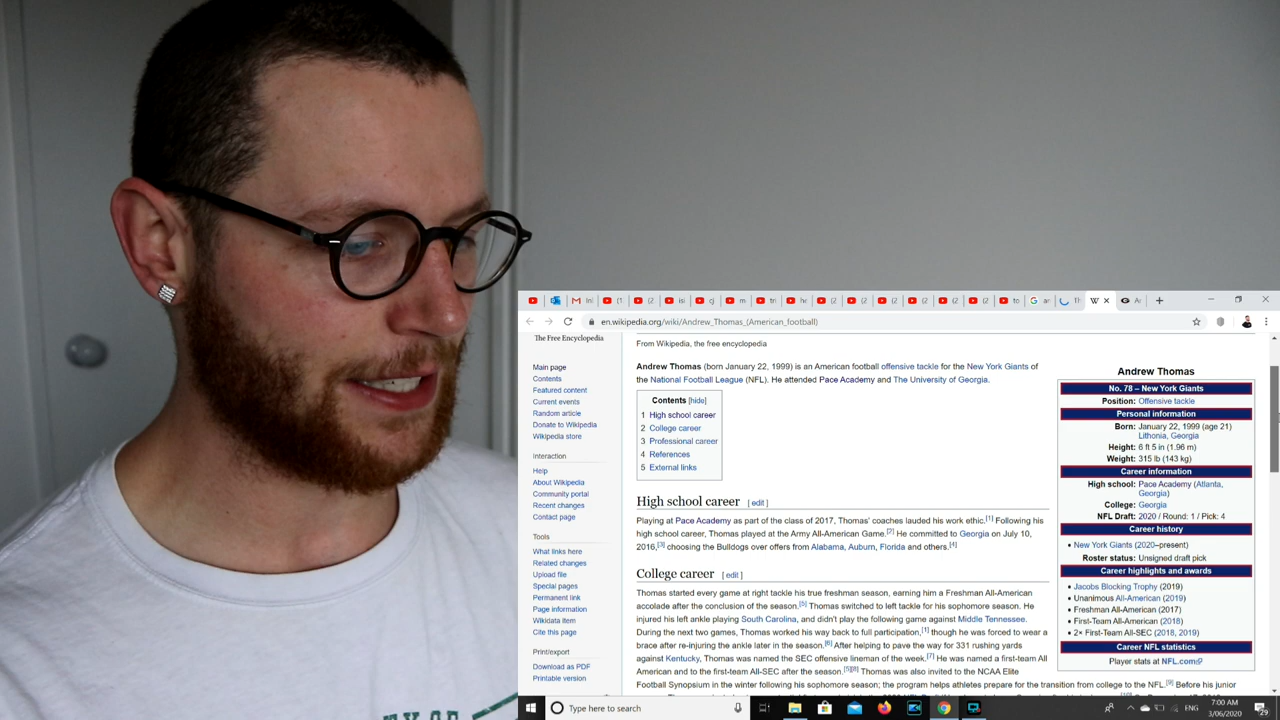 en.wikipedia.org/wiki/Andrew_Thomas_(American_football)
The Free Encyclopedia
Main page
Contents
Featured content
Current events
Random article
Donate to Wikipedia
Wikipedia store
Interaction
Help
About Wikipedia
Community portal
Recent changes
Contact page
Tools
What links here
Related changes
Upload file
Special pages
Permanent link
Page information
Wikidata item
Cite this page
Print/export
Download as PDF
Printable version
From Wikipedia, the free encyclopedia
Andrew Thomas (born January 22, 1999) is an American football offensive tackle for the New York Giants of
the National Football League (NFL). He attended Pace Academy and The University of Georgia.
Contents [hide]
1 High school career
2 College career
3 Professional career
4 References
5 External links
High school career [ edit ]
Playing at Pace Academy as part of the class of 2017, Thomas' coaches lauded his work ethic.[1] Following his
high school career, Thomas played at the Army All-American Game.[2] He committed to Georgia on July 10,
2016,[3] choosing the Bulldogs over offers from Alabama, Auburn, Florida and others.[4]
College career [ edit ]
Thomas started every game at right tackle his true freshman season, earning him a Freshman All-American
accolade after the conclusion of the season.[5] Thomas switched to left tackle for his sophomore season. He
injured his left ankle playing South Carolina, and didn't play the following game against Middle Tennessee.
During the next two games, Thomas worked his way back to full participation,[1] though he was forced to wear a
brace after re-injuring the ankle later in the season.[6] After helping to pave the way for 331 rushing yards
against Kentucky, Thomas was named the SEC offensive lineman of the week.[7] He was named a first-team All
American and to the first-team All-SEC after the season.[5][8] Thomas was also invited to the NCAA Elite
Football Synopsium in the winter following his sophomore season; the program helps athletes prepare for the transition from college to the NFL.[9] Before his junior
Andrew Thomas
No. 78 – New York Giants
Position: Offensive tackle
Personal information
Born: January 22, 1999 (age 21)
Lithonia, Georgia
Height: 6 ft 5 in (1.96 m)
Weight: 315 lb (143 kg)
Career information
High school: Pace Academy (Atlanta,
Georgia)
College: Georgia
NFL Draft: 2020 / Round: 1 / Pick: 4
Career history
• New York Giants (2020–present)
Roster status: Unsigned draft pick
Career highlights and awards
• Jacobs Blocking Trophy (2019)
• Unanimous All-American (2019)
• Freshman All-American (2017)
• First-Team All-American (2018)
• 2× First-Team All-SEC (2018, 2019)
Career NFL statistics
Player stats at NFL.com
Type here to search
ENG
7:00 AM
3/06/2020
29